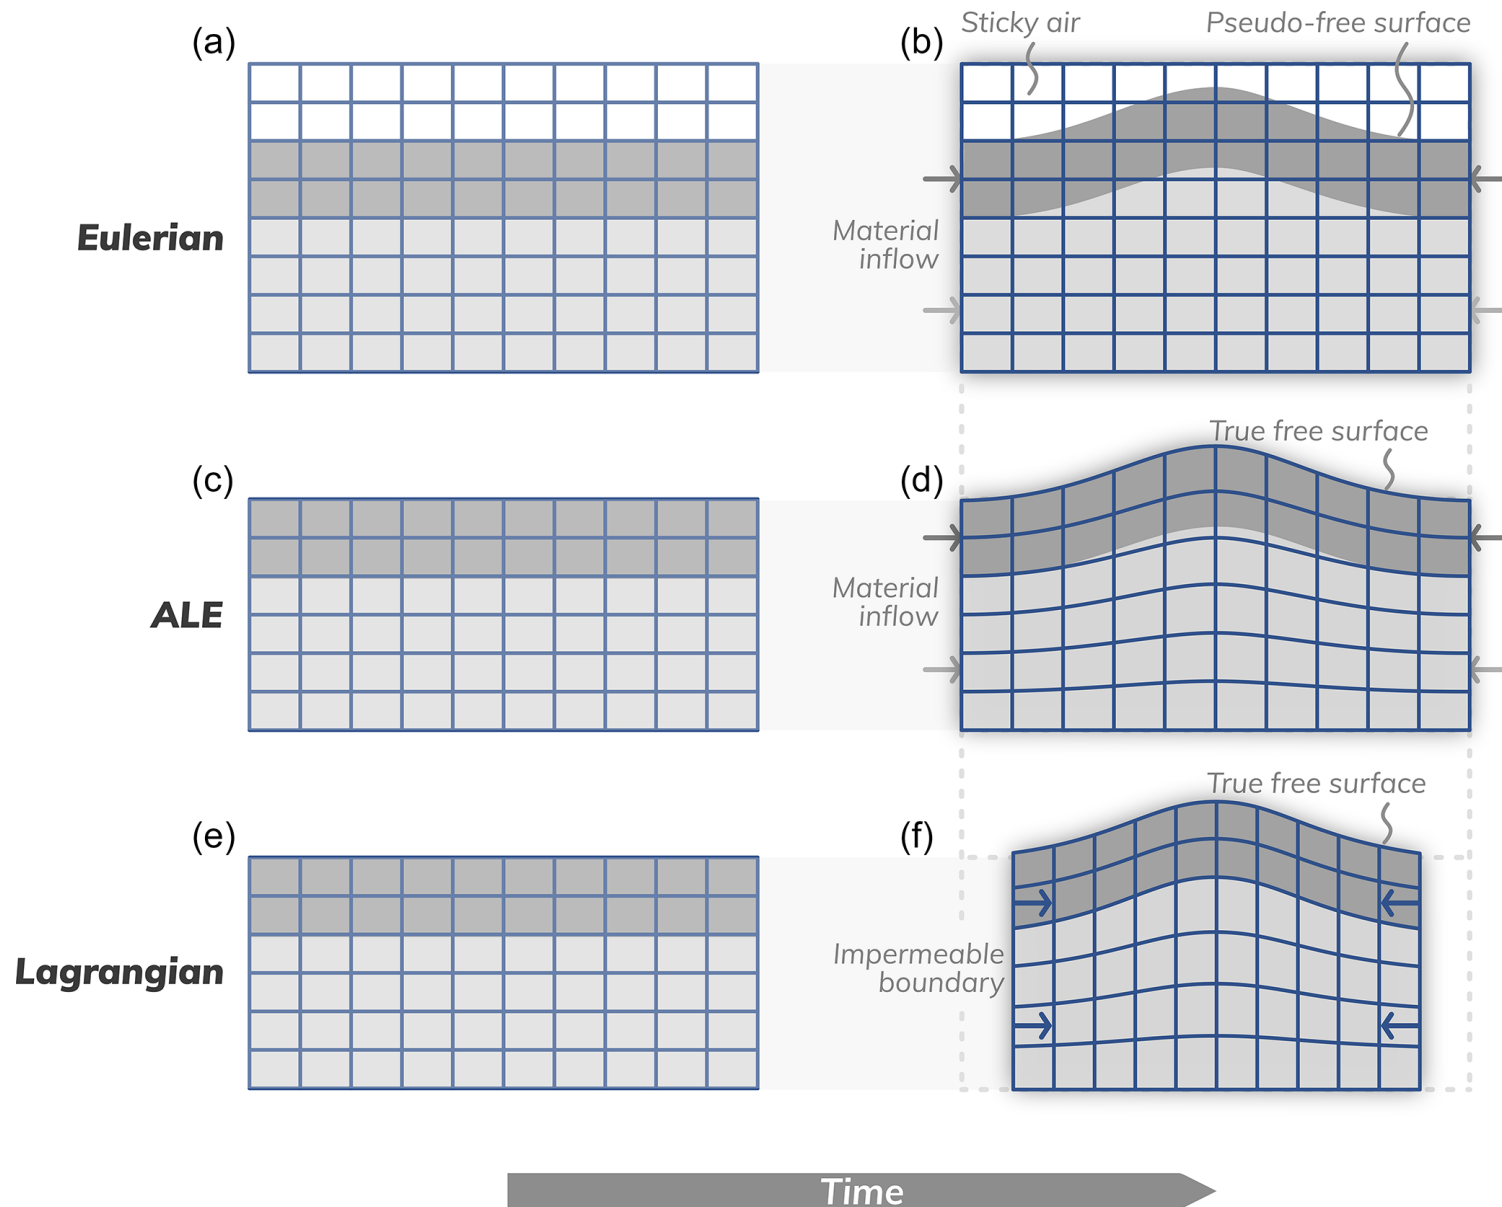 (a)
(b)
Sticky air
Pseudo-free surface
Eulerian
Material
inflow
(c)
(d)
True free surface
ALE
Material
inflow
(e)
(f)
True free surface
Lagrangian
Impermeable
boundary
Time